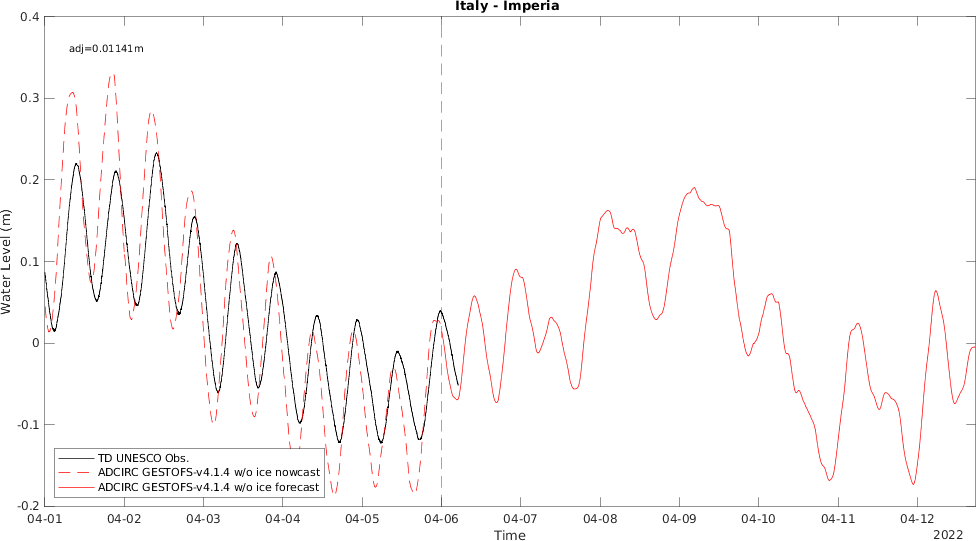 Italy - Imperia
adj=0.01141m
Water Level (m)
0.4
0.3
0.2
0.1
0
-0.1
-0.2
TD UNESCO Obs.
ADCIRC GESTOFS-v4.1.4 w/o ice nowcast
ADCIRC GESTOFS-v4.1.4 w/o ice forecast
04-01 04-02 04-03 04-04 04-05 04-06 04-07 04-08 04-09 04-10 04-11 04-12
Time
2022